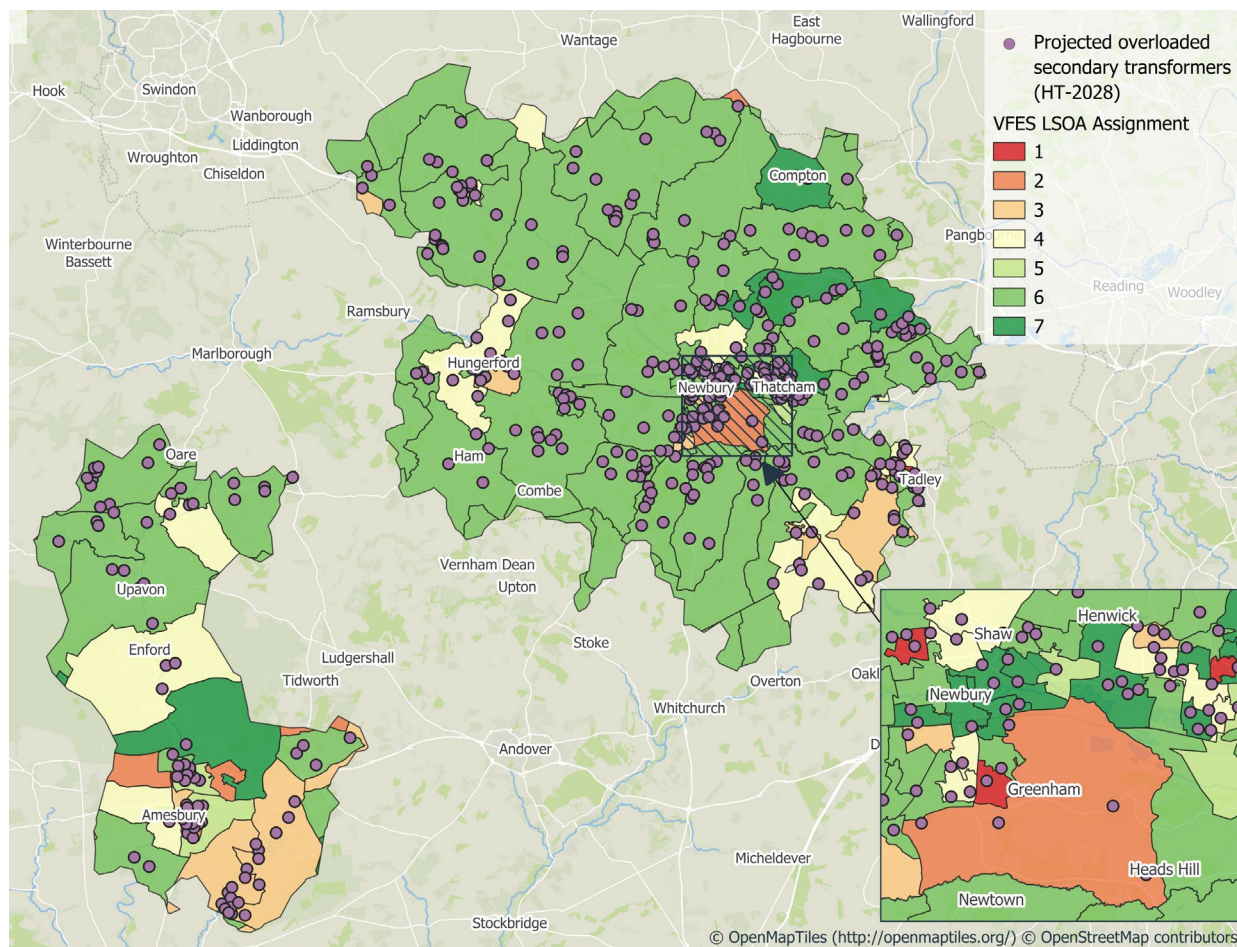 East
Hagbourne
Wallingford
Wantage
Hook
Swindon
Wanborough
Liddington
Wroughton
Chiseldon
Projected overloaded
secondary transformers
(HT-2028)
VFES LSOA Assignment
1
2
3
4
5
6
7
Compton
Winterbourne
Bassett
Pangbourne
Reading
Woodley
Ramsbury
Marlborough
Hungerford
Newbury
Thatcham
Oare
Ham
Combe
Tadley
Vernham Dean
Upton
Upavon
Enford
Stoke
Ludgershall
Tidworth
Overton
Oakl
Whitchurch
Andover
D
Amesbury
Micheldever
Stockbridge
Henwick
Shaw
Newbury
Greenham
Heads Hill
Newtown
© OpenMapTiles (http://openmaptiles.org/) © OpenStreetMap contributors